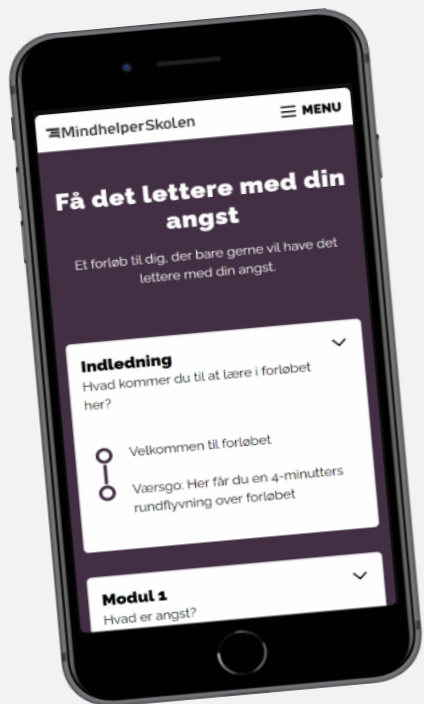 MindhelperSkolen
MENU
Få det lettere med din
angst
Et forløb til dig, der bare gerne vil have det
lettere med din angst.
Indledning
Hvad kommer du til at lære i forløbet
her?
Velkommen til forløbet
Værsgo: Her får du en 4-minutters
rundflyvning over forløbet
Modul 1
Hvad er angst?